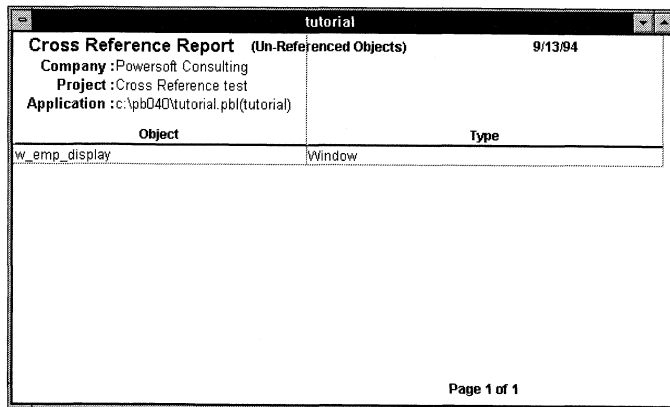 tutorial
Cross Reference Report (Un-Referenced Objects) 9/13/94
Company : Powersoft Consulting
Project : Cross Reference test
Application : c:\pb040\tutorial.pbl(tutorial)
Object Type
w_emp_display Window
Page 1 of 1